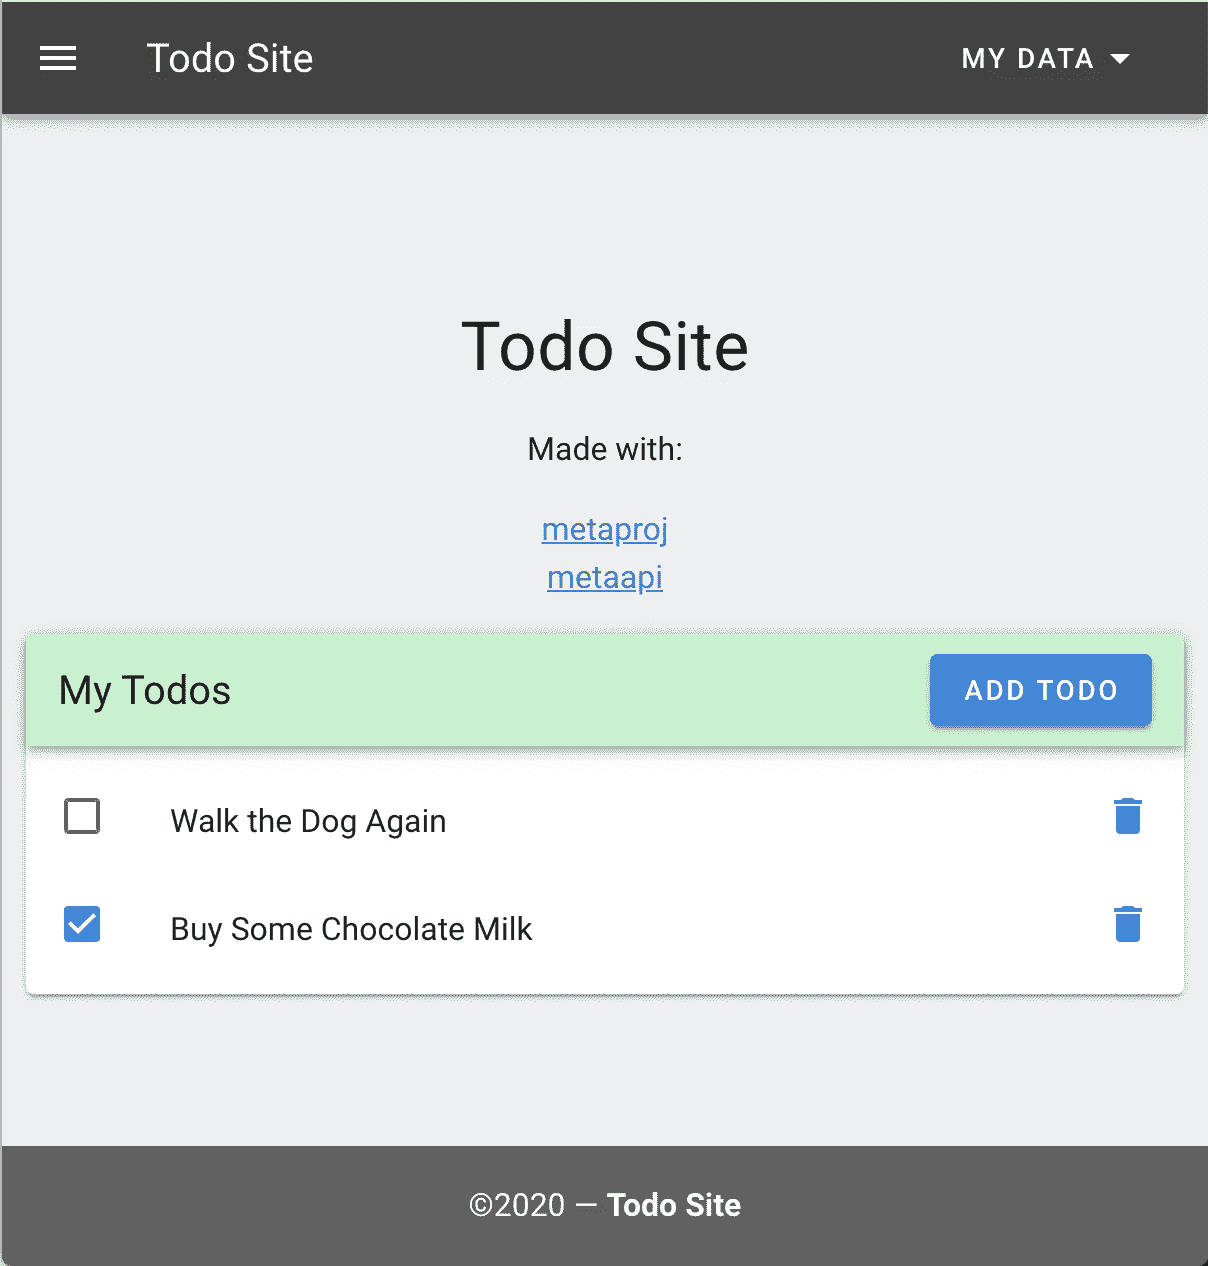 Todo Site
MY DATA
Todo Site
Made with:
metaproj
metaapi
My Todos
ADD TODO
Walk the Dog Again
Buy Some Chocolate Milk
©2020 — Todo Site